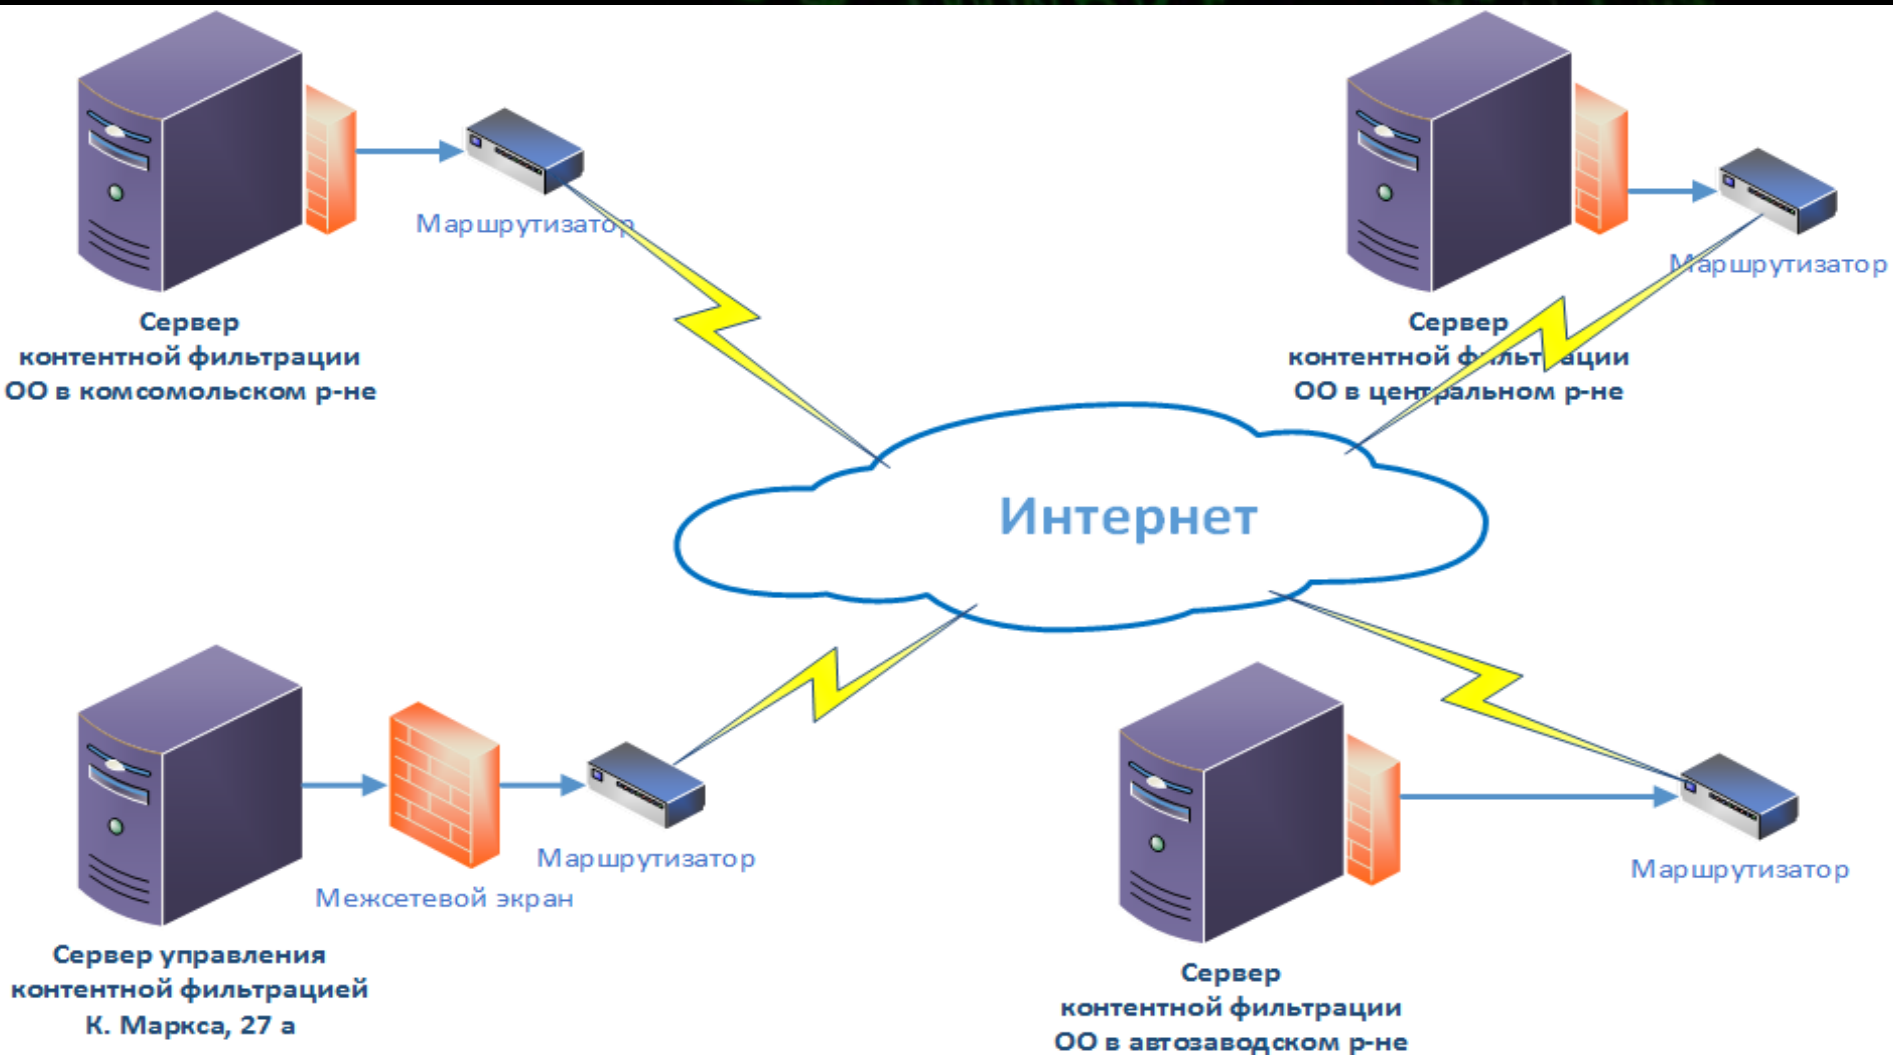 Маршрутизатор
Сервер
контентной фильтрации
ОО в комсомольском р-не
Маршрутизатор
Сервер
контентной фильтрации
ОО в центральном р-не
Интернет
Маршрутизатор
Межсетевой экран
Сервер управления
контентной фильтрацией
К. Маркса, 27 а
Маршрутизатор
Сервер
контентной фильтрации
ОО в автозаводском р-не